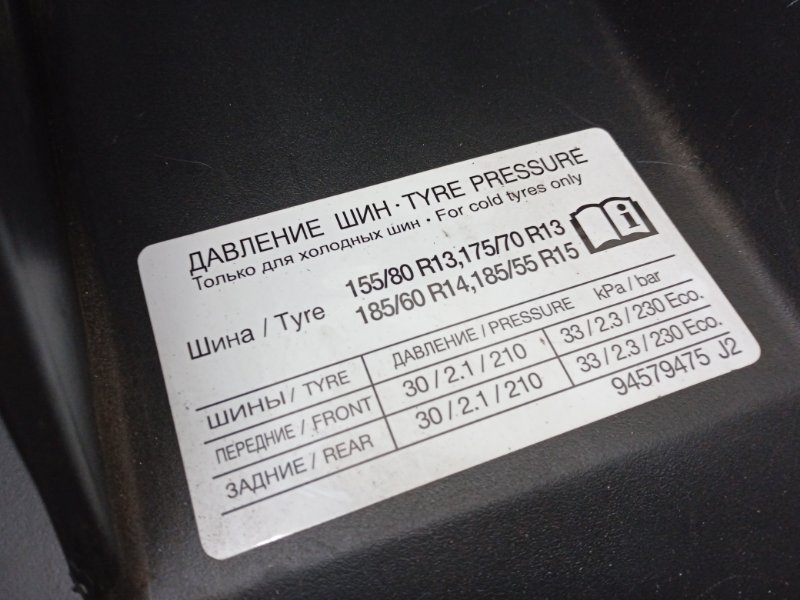 ДАВЛЕНИЕ ШИН · TYRE PRESSURE
Только для холодных шин · For cold tyres only
Шина / Tyre 155/80 R13,175/70 R13
185/60 R14,185/55 R15
ШИНЫ / TYRE ДАВЛЕНИЕ / PRESSURE kPa / bar
ПЕРЕДНИЕ / FRONT 30 / 2.1 / 210 33 / 2.3 / 230 Eco.
ЗАДНИЕ / REAR 30 / 2.1 / 210 33 / 2.3 / 230 Eco.
94579475 J2